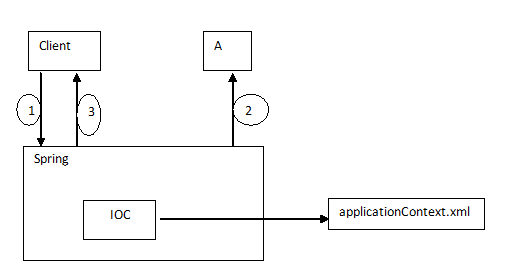 Client
A
1
3
2
Spring
IOC
applicationContext.xml